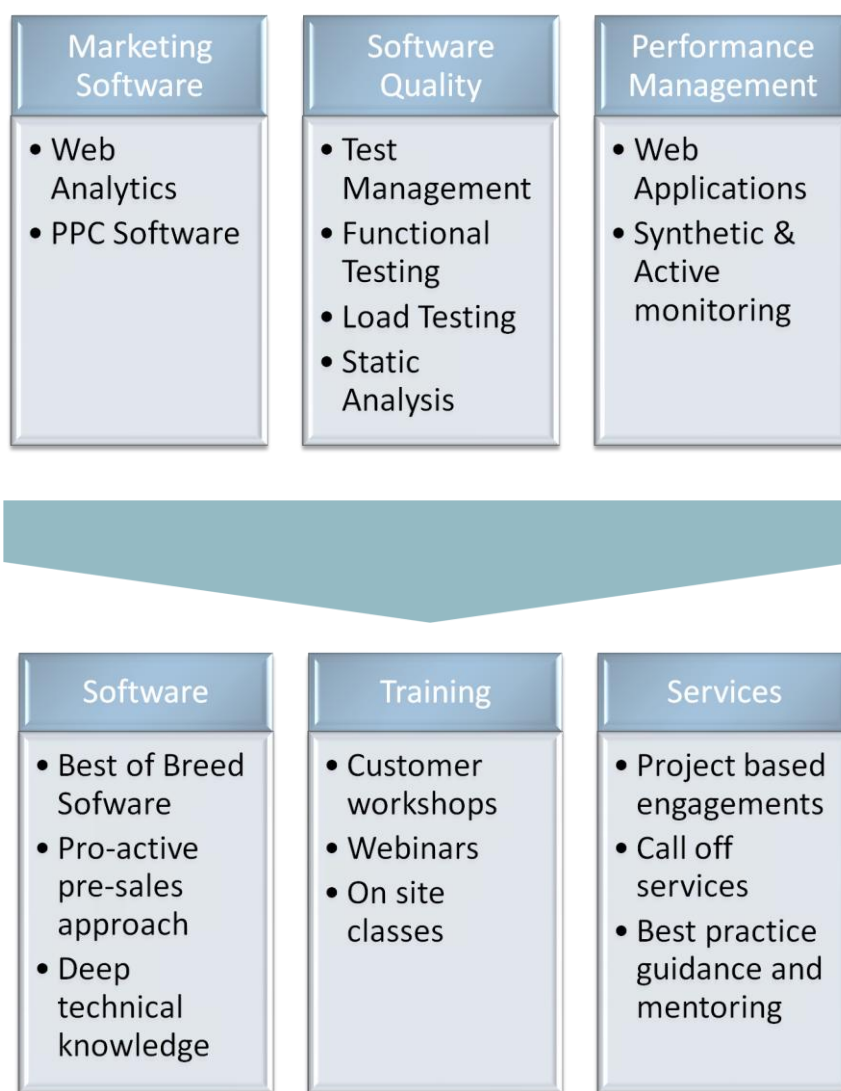 Marketing
Software
• Web
Analytics
• PPC Software
Software
Quality
• Test
Management
• Functional
Testing
• Load Testing
• Static
Analysis
Performance
Management
• Web
Applications
• Synthetic &
Active
monitoring
Software
• Best of Breed
Sofware
• Pro-active
pre-sales
approach
• Deep
technical
knowledge
Training
• Customer
workshops
• Webinars
• On site
classes
Services
• Project based
engagements
• Call off
services
• Best practice
guidance and
mentoring